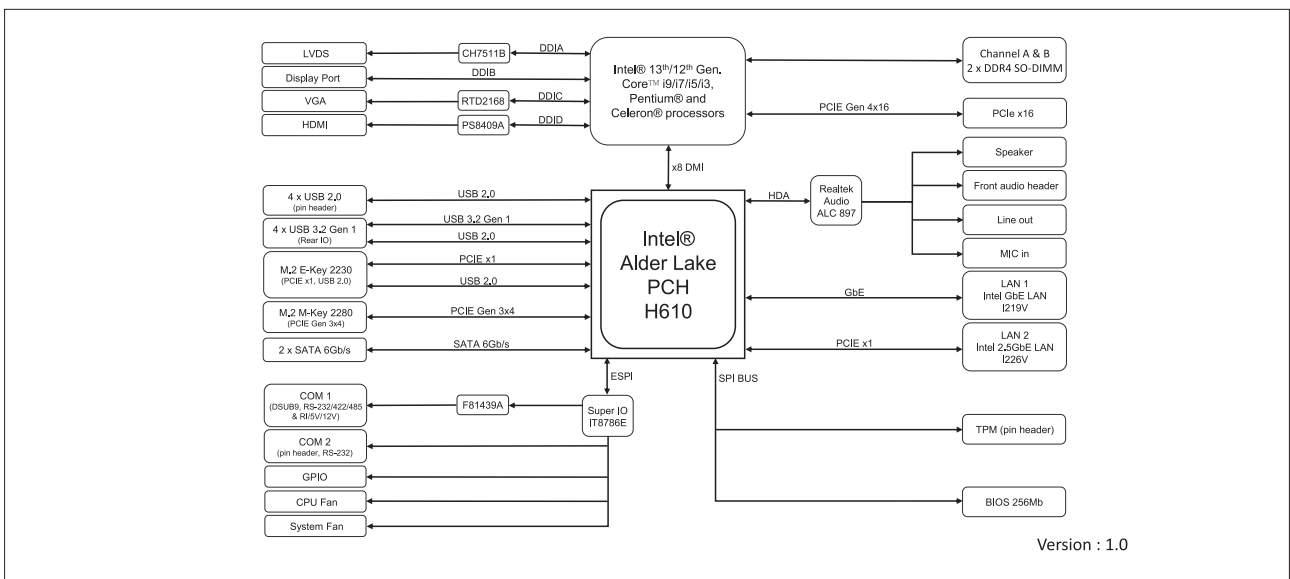 LVDS
CH7511B
DDIA
Display Port
DDIB
VGA
RTD2168
DDIC
HDMI
PS8409A
DDID
Intel® 13th/12th Gen.
Core™ i9/i7/i5/i3,
Pentium® and
Celeron® processors
Channel A & B
2 x DDR4 SO-DIMM
PCIE Gen 4x16
PCIe x16
x8 DMI
4 x USB 2.0
(pin header)
USB 2.0
4 x USB 3.2 Gen 1
(Rear IO)
USB 3.2 Gen 1
USB 2.0
M.2 E-Key 2230
(PCIE x1, USB 2.0)
PCIE x1
USB 2.0
M.2 M-Key 2280
(PCIE Gen 3x4)
PCIE Gen 3x4
2 x SATA 6Gb/s
SATA 6Gb/s
Intel®
Alder Lake
PCH
H610
HDA
Realtek
Audio
ALC 897
Speaker
Front audio header
Line out
MIC in
GbE
LAN 1
Intel GbE LAN
I219V
PCIE x1
LAN 2
Intel 2.5GbE LAN
I226V
ESPI
SPI BUS
COM 1
(DSUB9, RS-232/422/485
& RI/5V/12V)
F81439A
Super IO
IT8786E
COM 2
(pin header, RS-232)
GPIO
CPU Fan
System Fan
TPM (pin header)
BIOS 256Mb
Version : 1.0